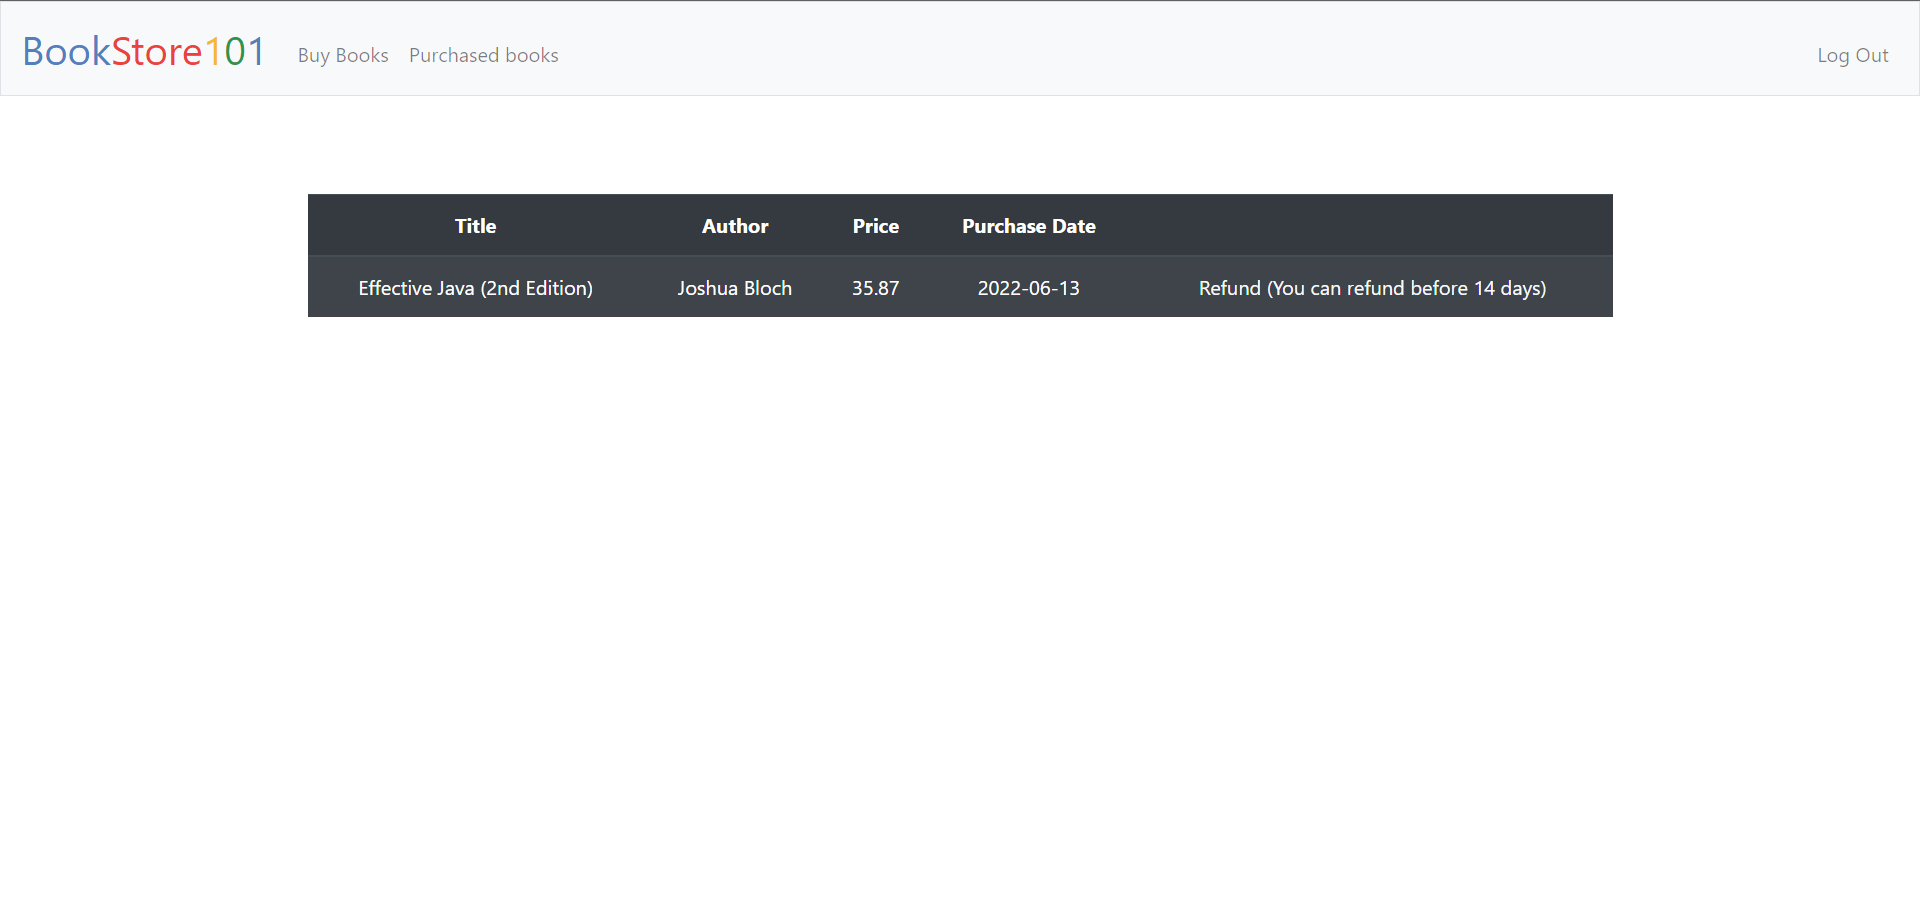 BookStore101 Buy Books Purchased books Log Out
Title Author Price Purchase Date
Effective Java (2nd Edition) Joshua Bloch 35.87 2022-06-13 Refund (You can refund before 14 days)